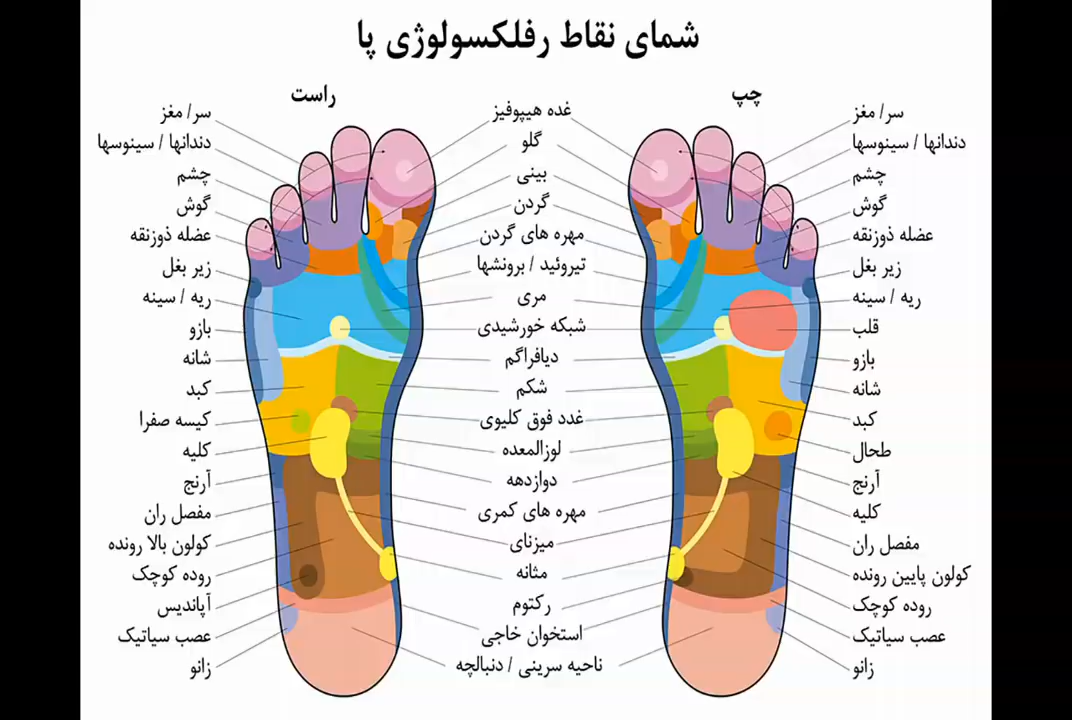 شمای نقاط رفلکسولوژی پا
راست
چپ
سر/ مغز
دندانها / سینوسها
چشم
گوش
عضله ذوزنقه
زیر بغل
ریه / سینه
بازو
شانه
کبد
کیسه صفرا
کلیه
آرنج
مفصل ران
کولون بالا رونده
روده کوچک
آپاندیس
عصب سیاتیک
زانو
غده هیپوفیز
گلو
بینی
گردن
مهره های گردن
تیروئید / برونشها
مری
شبکه خورشیدی
دیافراگم
شکم
غدد فوق کلیوی
لوزالمعده
دوازدهه
مهره های کمری
میزنای
مثانه
رکتوم
استخوان خاجی
ناحیه سرینی / دنبالچه
سر/ مغز
دندانها / سینوسها
چشم
گوش
عضله ذوزنقه
زیر بغل
ریه / سینه
قلب
بازو
شانه
کبد
طحال
آرنج
کلیه
مفصل ران
کولون پایین رونده
روده کوچک
عصب سیاتیک
زانو